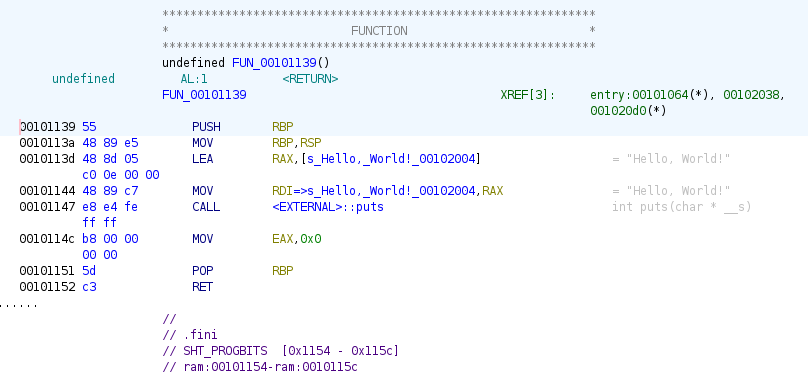 *************************************************************
* FUNCTION *
*************************************************************
undefined FUN_00101139()
undefined AL:1 <RETURN>
FUN_00101139 XREF[3]: entry:00101064(*), 00102038,
001020d0(*)
00101139 55 PUSH RBP
0010113a 48 89 e5 MOV RBP,RSP
0010113d 48 8d 05 LEA RAX,[s_Hello,_World!_00102004] = "Hello, World!"
c0 0e 00 00
00101144 48 89 c7 MOV RDI=>s_Hello,_World!_00102004,RAX = "Hello, World!"
00101147 e8 e4 fe CALL <EXTERNAL>::puts int puts(char * __s)
ff ff
0010114c b8 00 00 MOV EAX,0x0
00 00
00101151 5d POP RBP
00101152 c3 RET
......
//
// .fini
// SHT_PROGBITS [0x1154 - 0x115c]
// ram:00101154-ram:0010115c